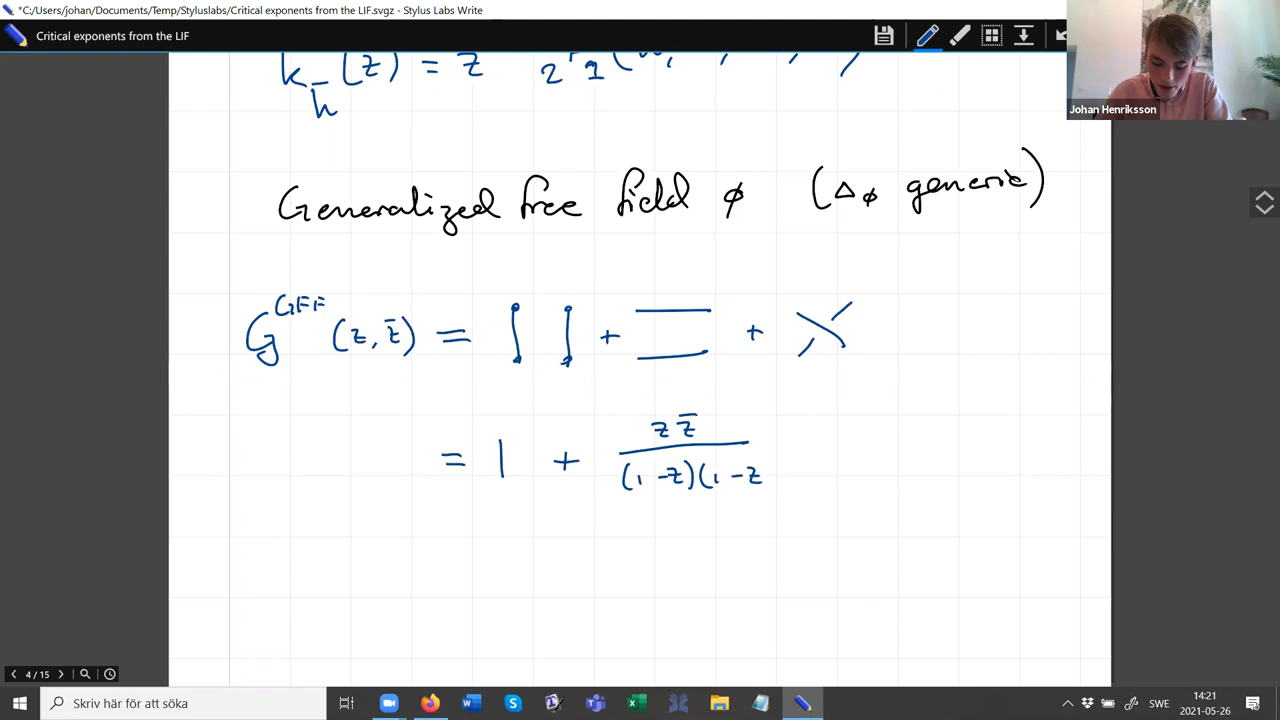 *C:/Users/johan/Documents/Temp/Styluslabs/Critical exponents from the LIF.svgz - Stylus Labs Write
Critical exponents from the LIF
Johan Henriksson
k_h̄ (z) = z ₂F₁(
Generalized free field φ (Δφ generic)
G^GFF (z, z̄) = + +
= 1 + z z̄ / (1-z)(1-z
4/15
Skriv här för att söka
SWE
14:21
2021-05-26